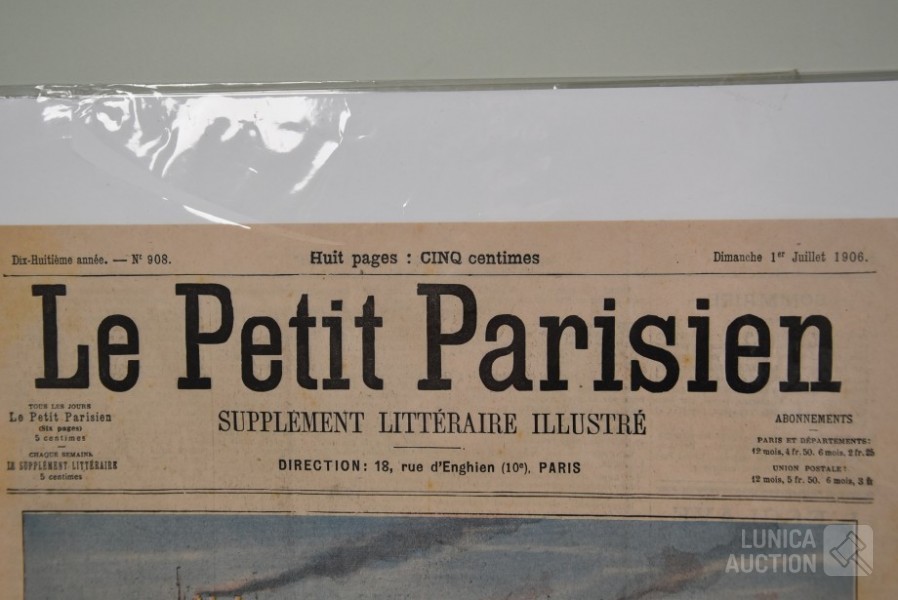 Dix-Huitième année. — N° 908.
Huit pages : CINQ centimes
Dimanche 1er Juillet 1906.
Le Petit Parisien
SUPPLÉMENT LITTÉRAIRE ILLUSTRÉ
DIRECTION: 18, rue d'Enghien (10e), PARIS
TOUS LES JOURS
Le Petit Parisien
(Six pages)
5 centimes
CHAQUE SEMAINE
LE SUPPLÉMENT LITTÉRAIRE
5 centimes
ABONNEMENTS
PARIS ET DÉPARTEMENTS:
12 mois, 4 fr. 50. 6 mois, 2 fr. 25
UNION POSTALE:
12 mois, 5 fr. 50. 6 mois, 3 fr
LUNICA
AUCTION